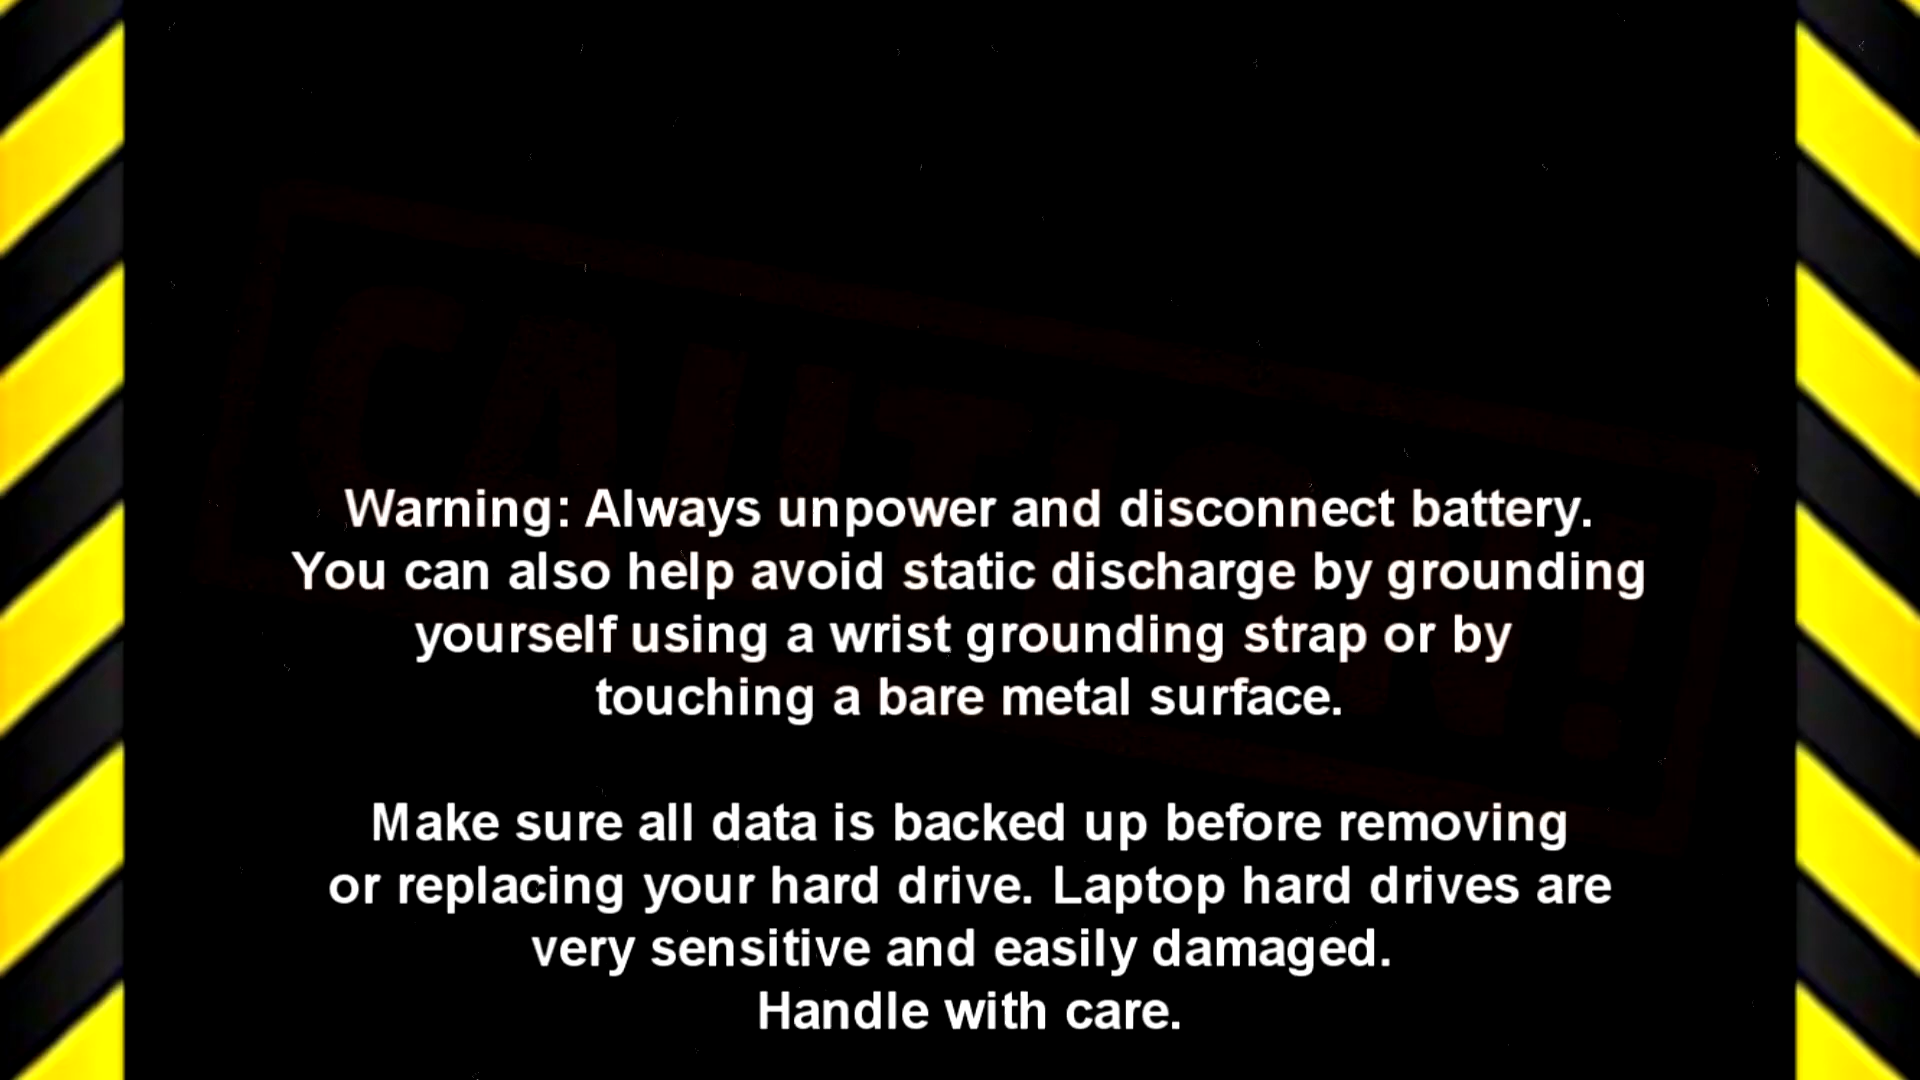 CAUTION!
Warning: Always unpower and disconnect battery.
You can also help avoid static discharge by grounding
yourself using a wrist grounding strap or by
touching a bare metal surface.
Make sure all data is backed up before removing
or replacing your hard drive. Laptop hard drives are
very sensitive and easily damaged.
Handle with care.